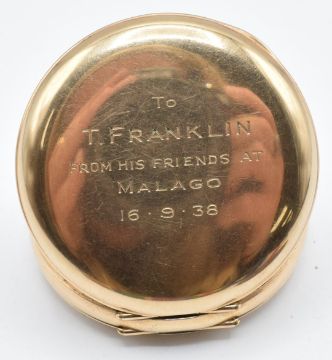 To
T. FRANKLIN
FROM HIS FRIENDS AT
MALAGO
16·9·38